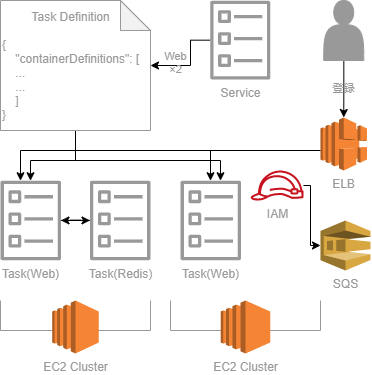 Task Definition
{
"containerDefinitions": [
...
...
]
}
Web
×2
Service
登録
ELB
IAM
Task(Web)
Task(Redis)
Task(Web)
SQS
EC2 Cluster
EC2 Cluster